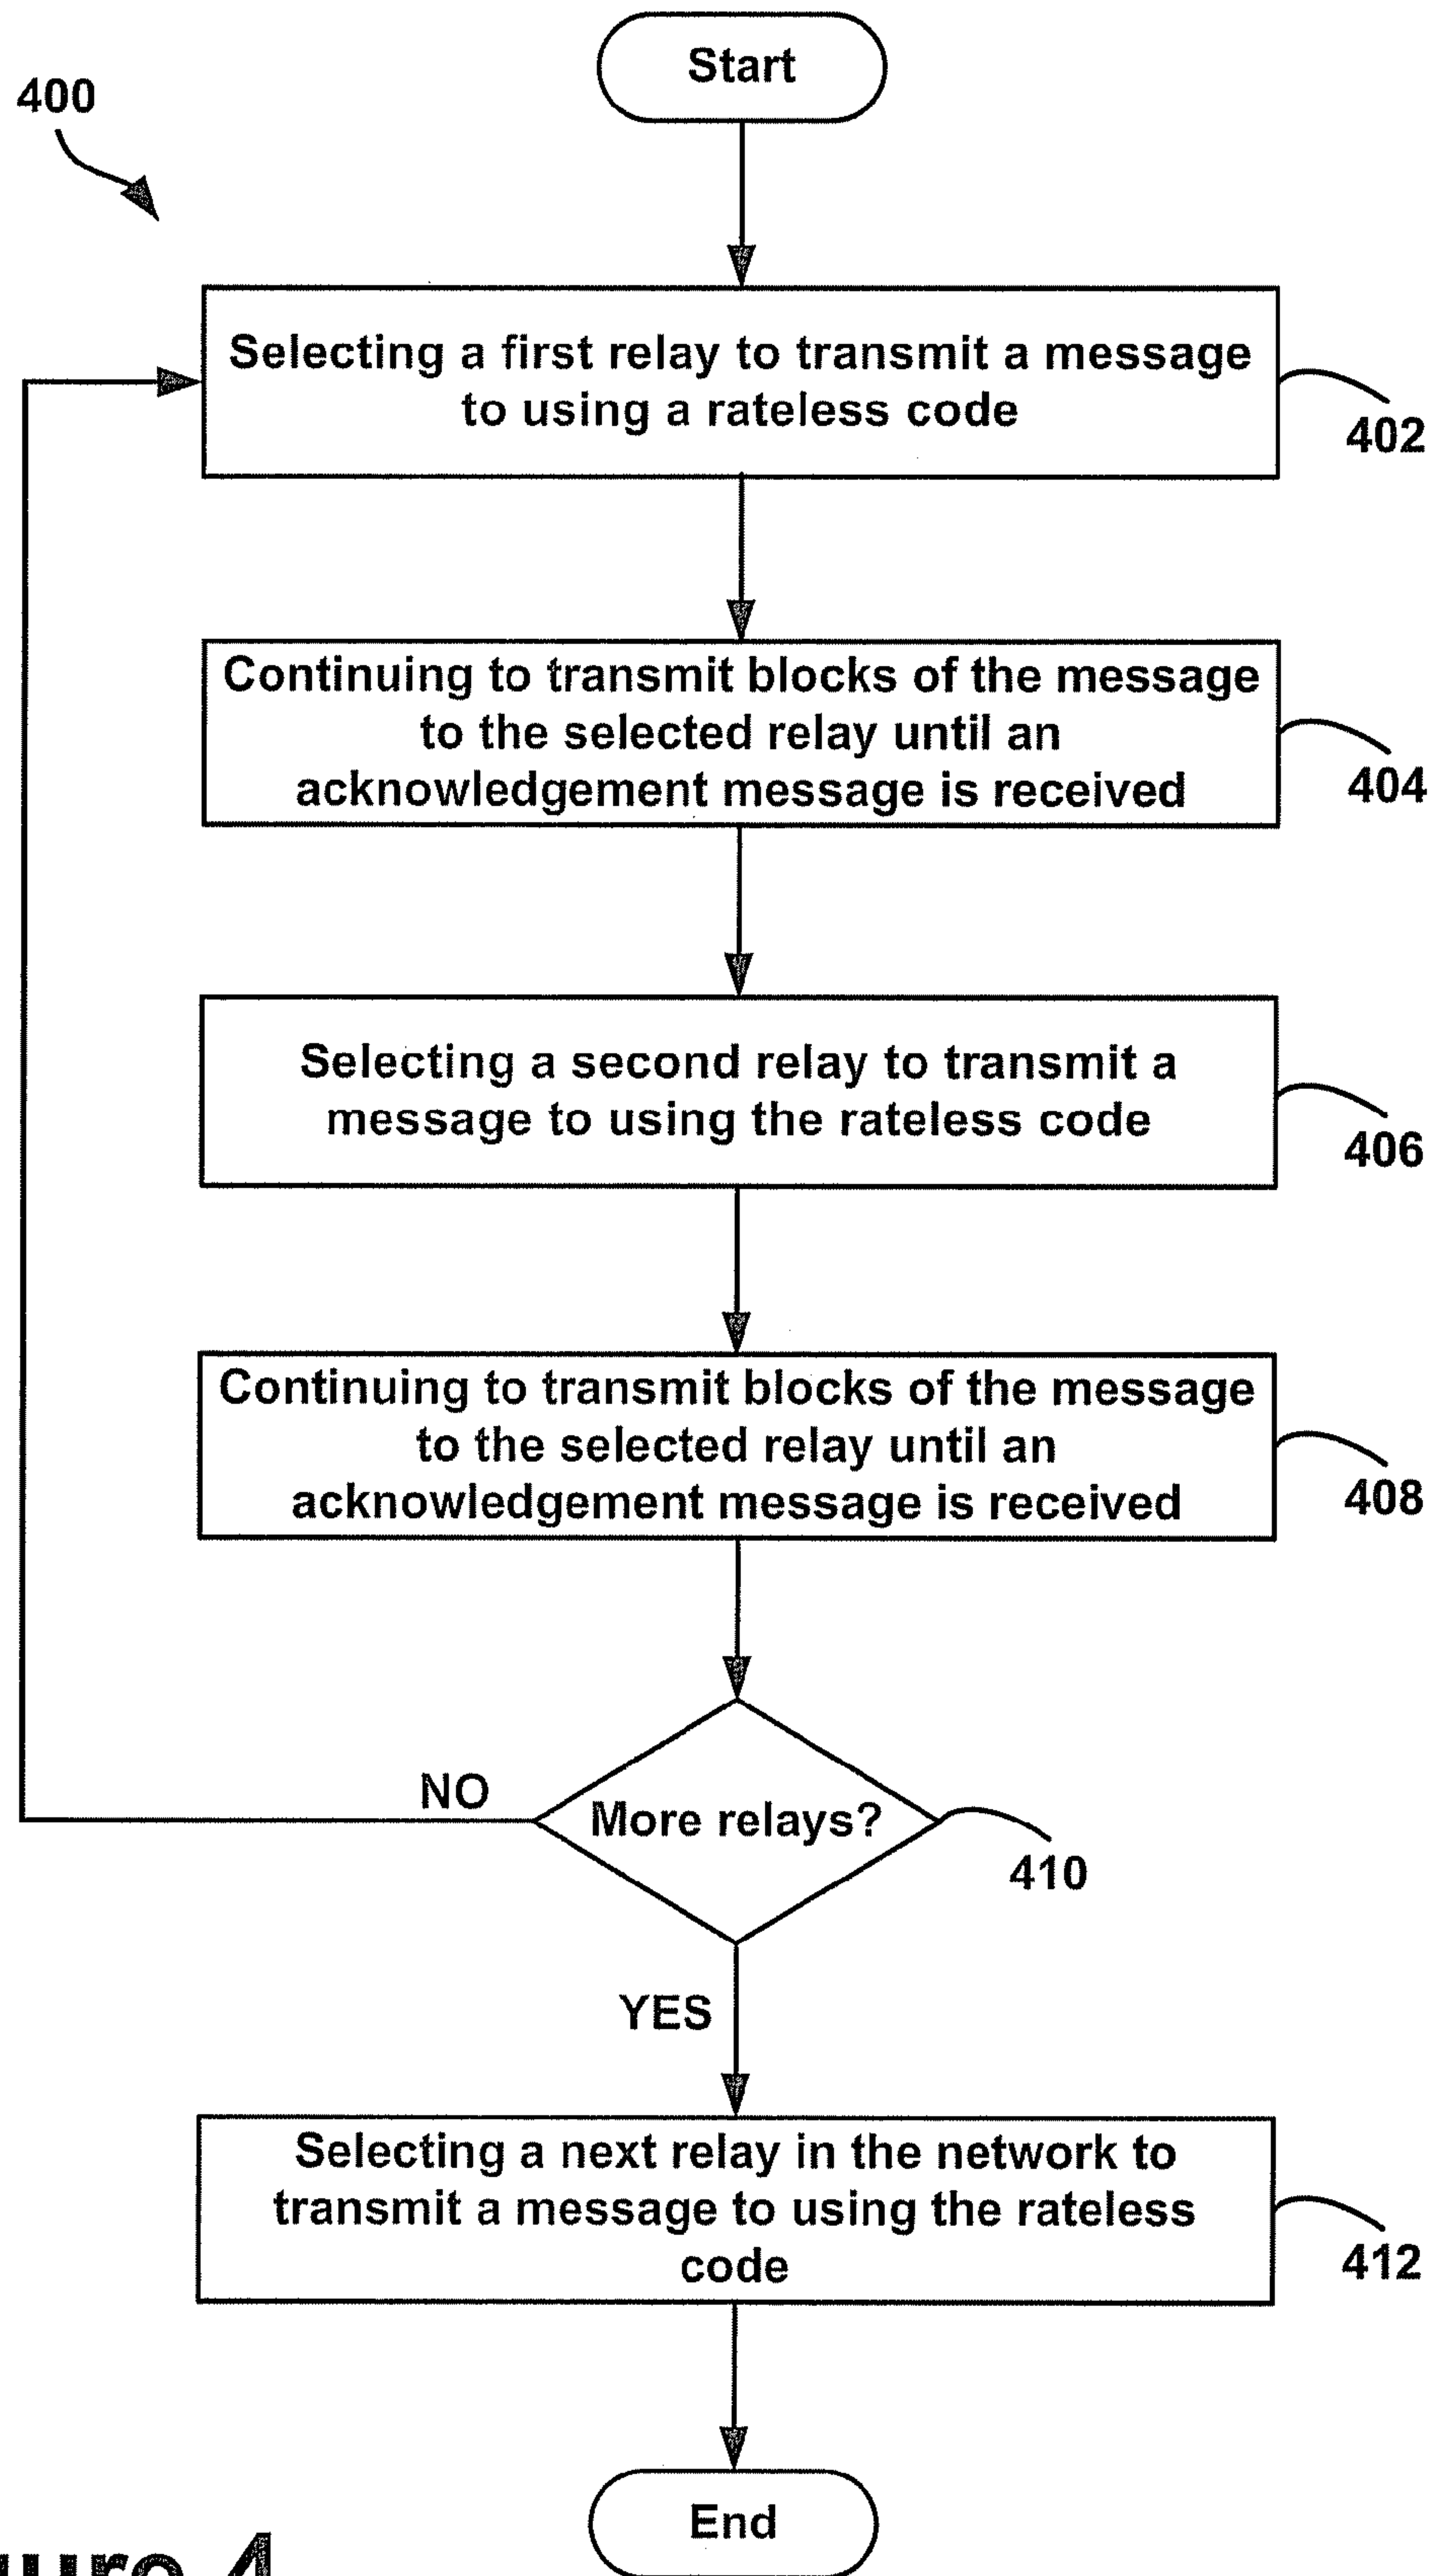 Start
400
Selecting a first relay to transmit a message
to using a rateless code
402
Continuing to transmit blocks of the message
to the selected relay until an
acknowledgement message is received
404
Selecting a second relay to transmit a
message to using the rateless code
406
Continuing to transmit blocks of the message
to the selected relay until an
acknowledgement message is received
408
NO
More relays?
410
YES
Selecting a next relay in the network to
transmit a message to using the rateless
code
412
End